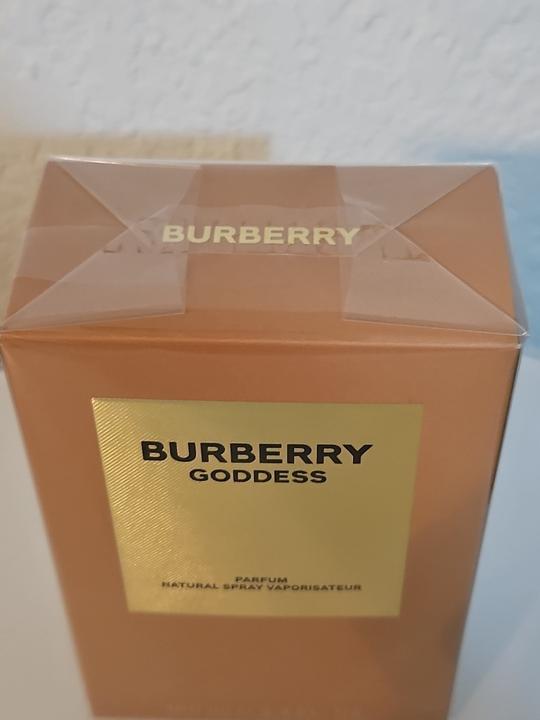 BURBERRY
BURBERRY
GODDESS
PARFUM
NATURAL SPRAY VAPORISATEUR